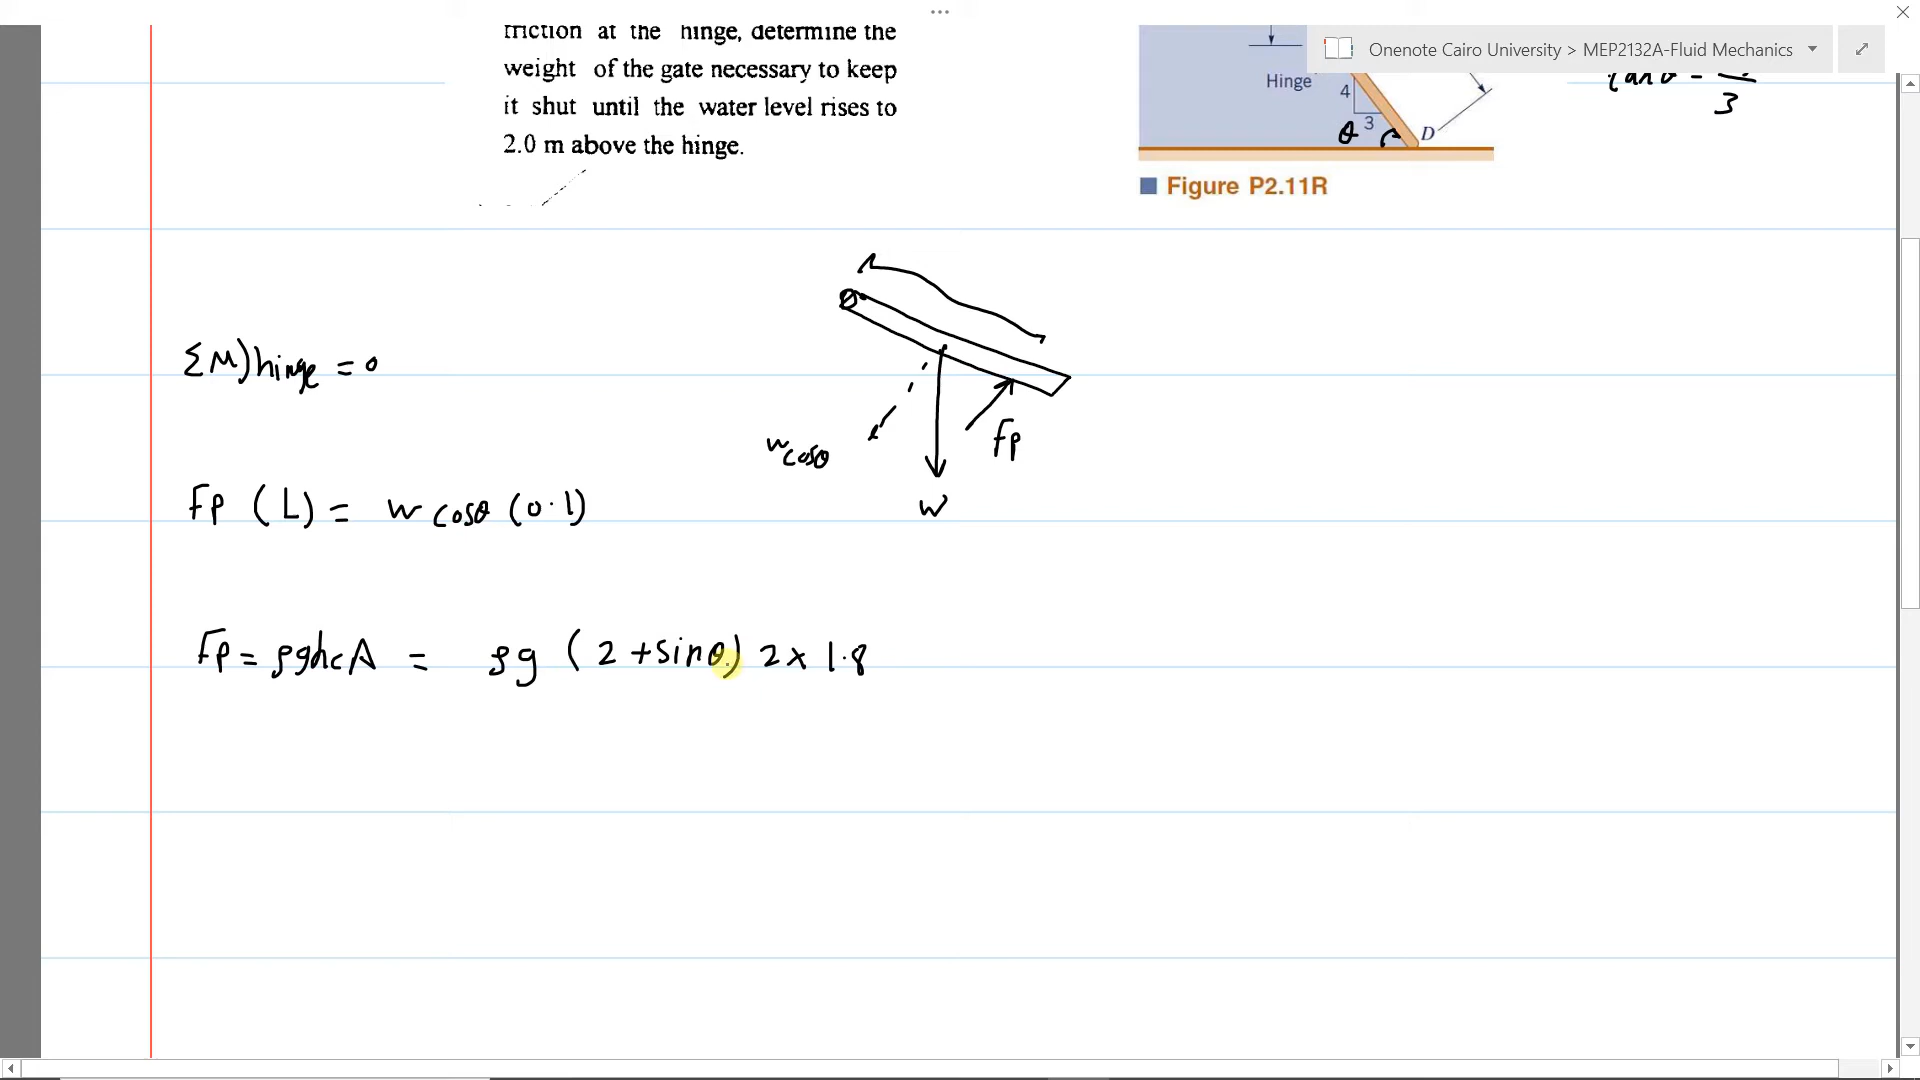 friction at the hinge, determine the
weight of the gate necessary to keep
it shut until the water level rises to
2.0 m above the hinge.
Onenote Cairo University > MEP2132A-Fluid Mechanics
Hinge
4
3
θ
D
Figure P2.11R
tan θ =
3
ΣM)hinge = 0
Fp (L) = w cosθ (0.1)
w cosθ
Fp
w
Fp = ρghcA = ρg (2 + sinθ) 2 x 1.8